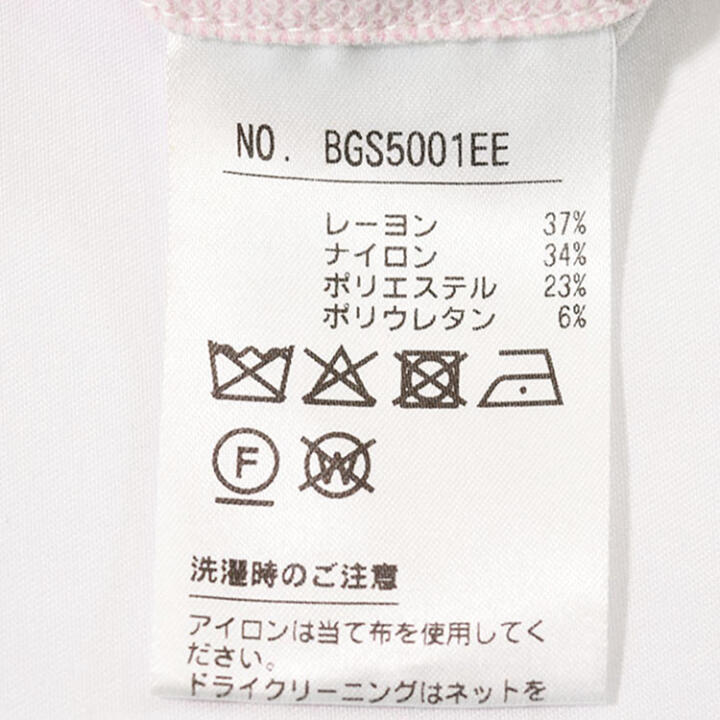 NO. BGS5001EE
レーヨン 37%
ナイロン 34%
ポリエステル 23%
ポリウレタン 6%
F W
洗濯時のご注意
アイロンは当て布を使用してく
ださい。
ドライクリーニングはネットを